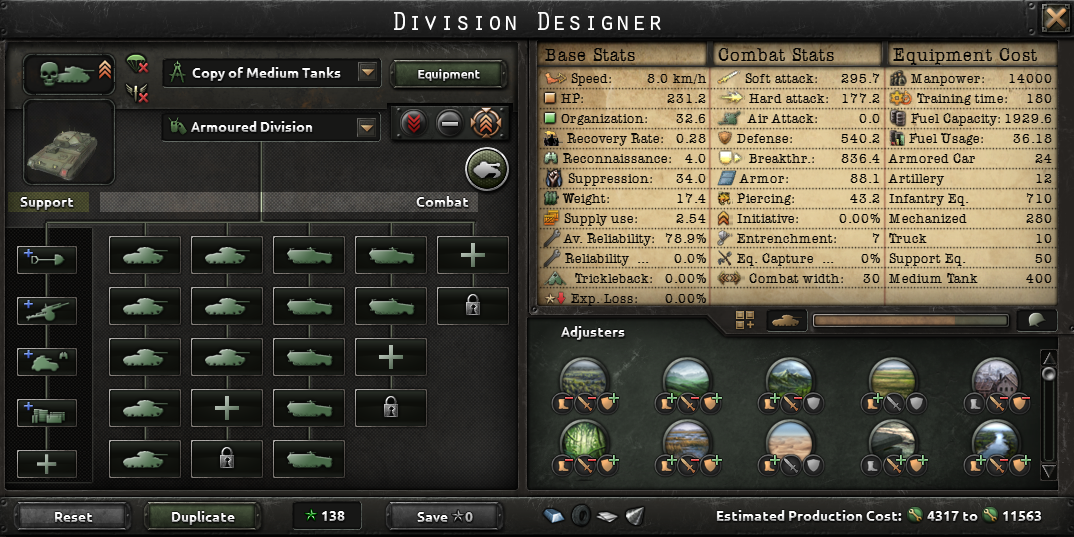 Division Designer
Copy of Medium Tanks
Equipment
Armoured Division
Support
Combat
Base Stats
Speed: 8.0 km/h
HP: 231.2
Organization: 32.6
Recovery Rate: 0.28
Reconnaissance: 4.0
Suppression: 34.0
Weight: 17.4
Supply use: 2.54
Av. Reliability: 78.9%
Reliability ... 0.0%
Trickleback: 0.00%
Exp. Loss: 0.00%
Combat Stats
Soft attack: 295.7
Hard attack: 177.2
Air Attack: 0.0
Defense: 540.2
Breakthr.: 836.4
Armor: 88.1
Piercing: 43.2
Initiative: 0.00%
Entrenchment: 7
Eq. Capture ... 0%
Combat width: 30
Equipment Cost
Manpower: 14000
Training time: 180
Fuel Capacity: 1929.6
Fuel Usage: 36.18
Armored Car 24
Artillery 12
Infantry Eq. 710
Mechanized 280
Truck 10
Support Eq. 50
Medium Tank 400
Adjusters
Reset
Duplicate
138
Save 0
Estimated Production Cost: 4317 to 11563